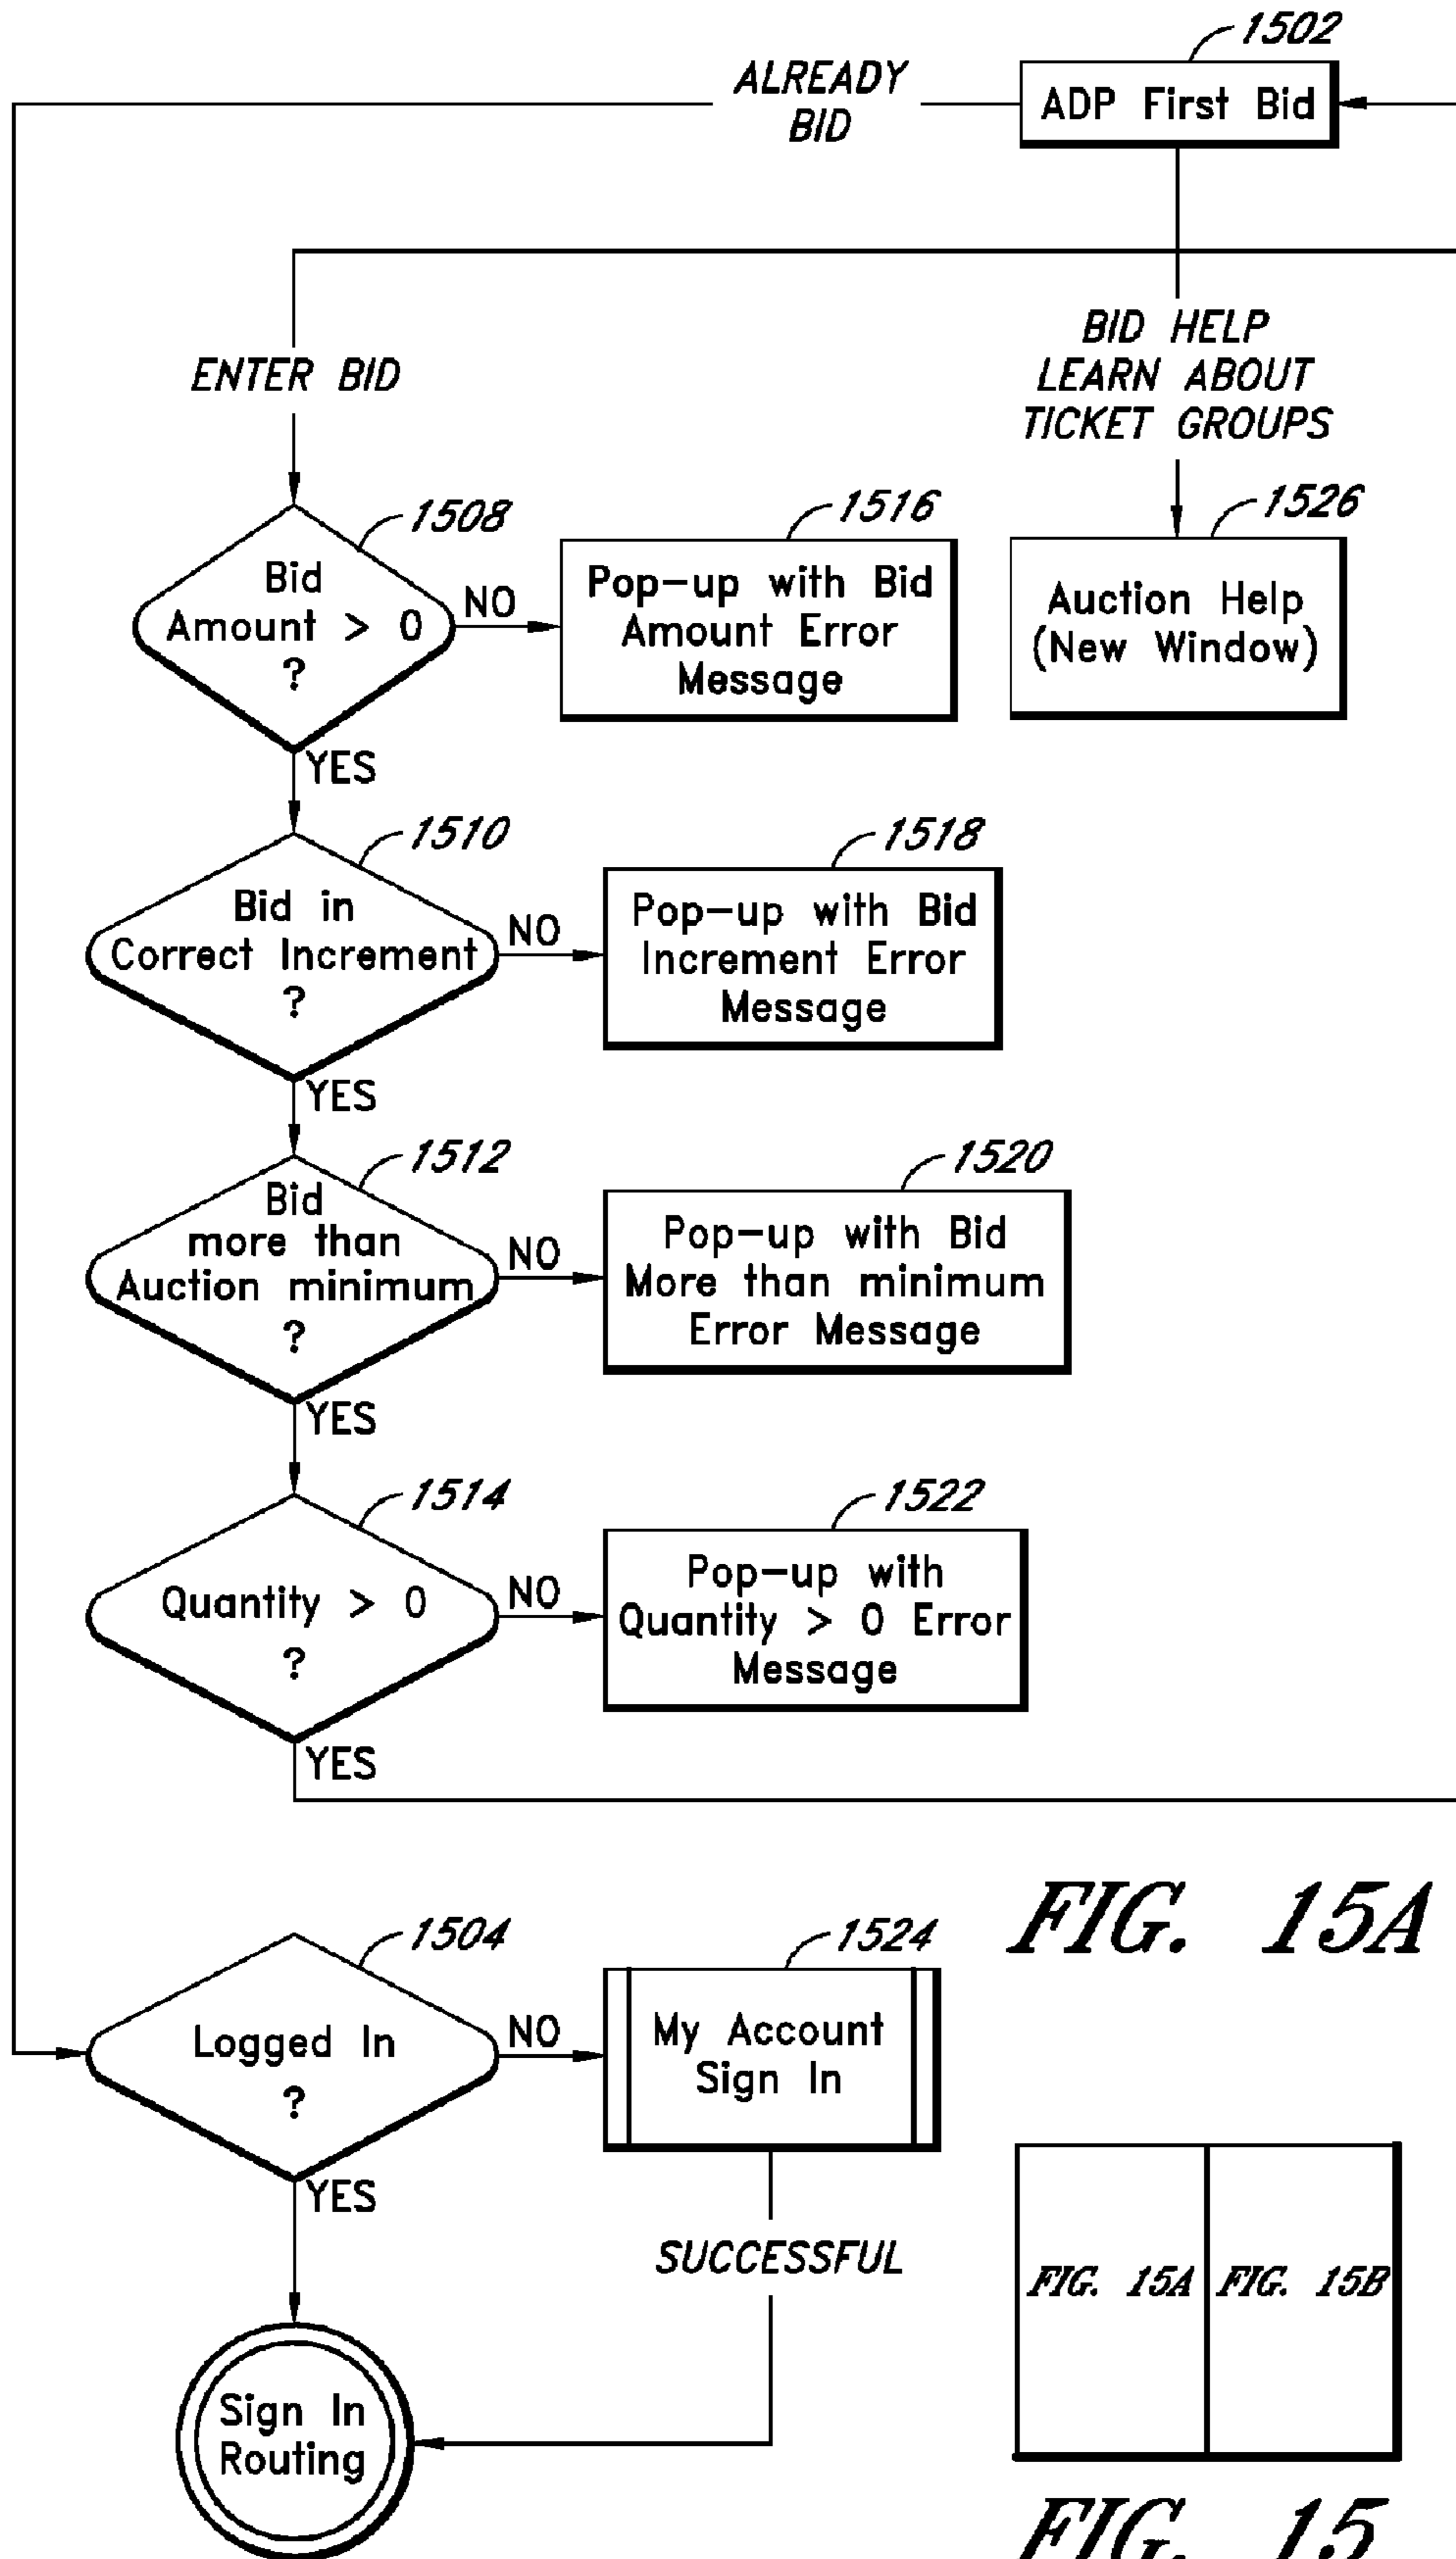 1502
ALREADY
BID
ADP First Bid
ENTER BID
BID HELP
LEARN ABOUT
TICKET GROUPS
1508
Bid
Amount > 0
?
NO
YES
1516
Pop-up with Bid
Amount Error
Message
1526
Auction Help
(New Window)
1510
Bid in
Correct Increment
?
NO
YES
1518
Pop-up with Bid
Increment Error
Message
1512
Bid
more than
Auction minimum
?
NO
YES
1520
Pop-up with Bid
More than minimum
Error Message
1514
Quantity > 0
?
NO
YES
1522
Pop-up with
Quantity > 0 Error
Message
FIG. 15A
1504
Logged In
?
NO
YES
1524
My Account
Sign In
SUCCESSFUL
Sign In
Routing
FIG. 15A
FIG. 15B
FIG. 15